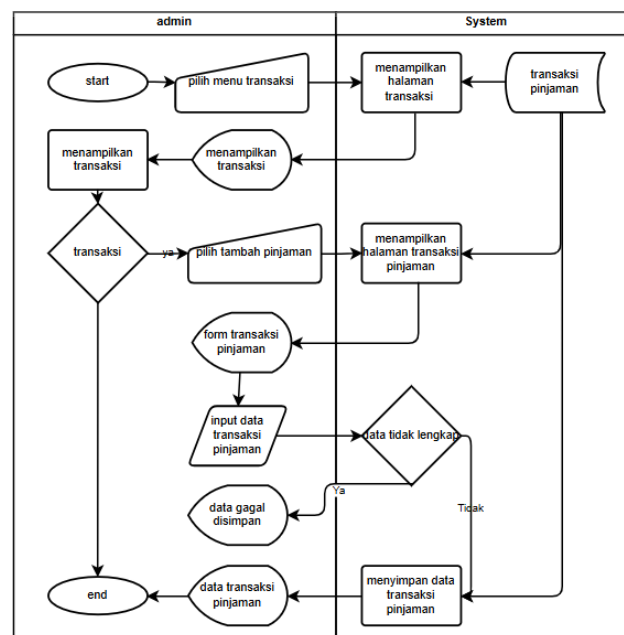 admin
System
start
pilih menu transaksi
menampilkan
halaman
transaksi
transaksi
pinjaman
menampilkan
transaksi
menampilkan
transaksi
transaksi
ya
pilih tambah pinjaman
menampilkan
halaman transaksi
pinjaman
form transaksi
pinjaman
input data
transaksi
pinjaman
data tidak lengkap
Ya
Tidak
data gagal
disimpan
end
data transaksi
pinjaman
menyimpan data
transaksi
pinjaman